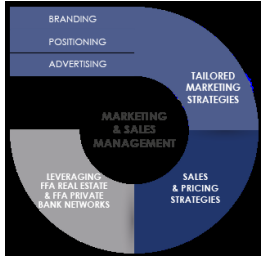 BRANDING
POSITIONING
ADVERTISING
TAILORED
MARKETING
STRATEGIES
MARKETING
& SALES
MANAGEMENT
LEVERAGING
FFA REAL ESTATE
& FFA PRIVATE
BANK NETWORKS
SALES
& PRICING
STRATEGIES